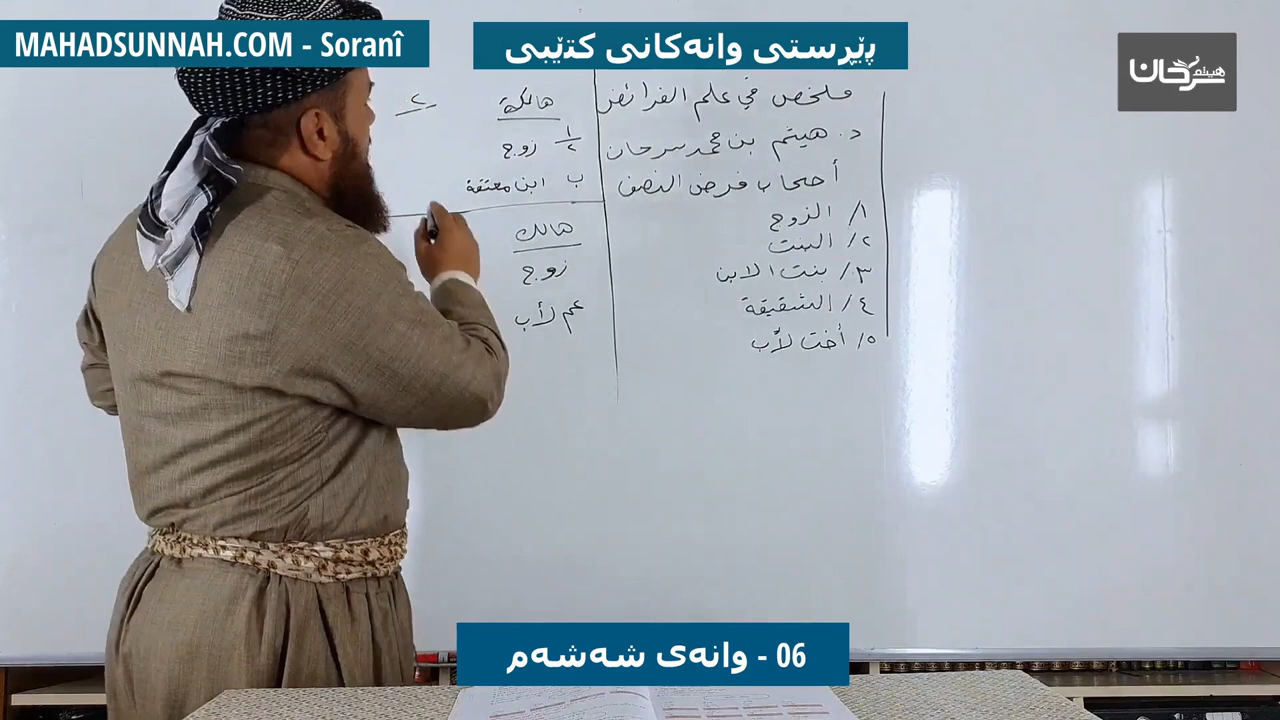 MAHADSUNNAH.COM - Soranî
پێڕستی وانەکانی کتێبی
هيثم سرحان
ملخص في علم الفرائض
د. هيثم بن محمد سرحان
أصحاب فرض النصف
١/ الزوج
٢/ البنت
٣/ بنت الابن
٤/ الشقيقة
٥/ أخت لأب
هالكة
٢
١/٢ زوج
ب ابن معتقة
هالك
زوج
عم لأب
06 - وانەی شەشەم